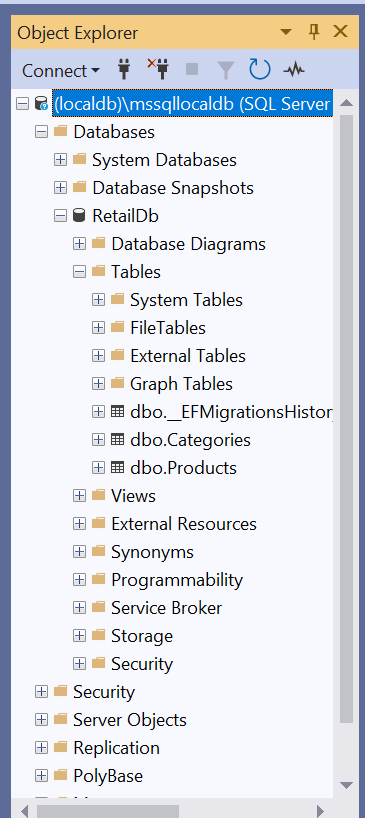 Object Explorer
Connect
(localdb)\mssqllocaldb (SQL Server
Databases
System Databases
Database Snapshots
RetailDb
Database Diagrams
Tables
System Tables
FileTables
External Tables
Graph Tables
dbo.__EFMigrationsHistor
dbo.Categories
dbo.Products
Views
External Resources
Synonyms
Programmability
Service Broker
Storage
Security
Security
Server Objects
Replication
PolyBase